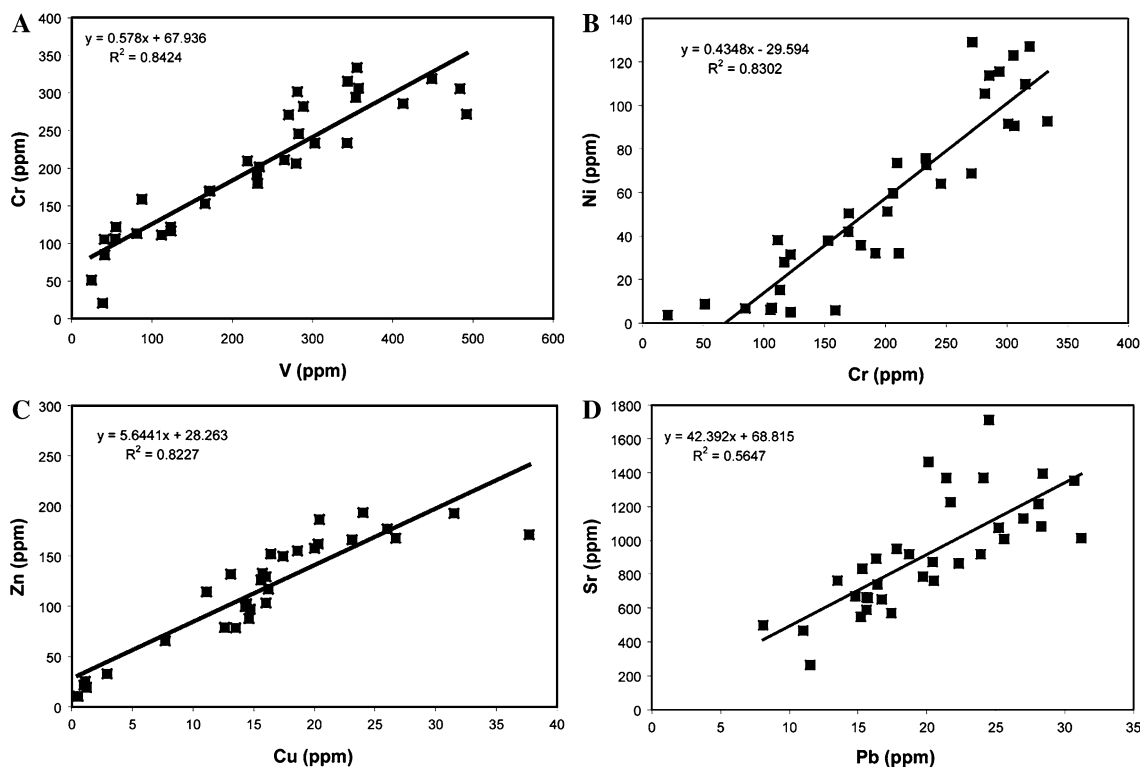 A
y = 0.578x + 67.936
R² = 0.8424
400
350
300
250
200
150
100
50
0
Cr (ppm)
0 100 200 300 400 500 600
V (ppm)
B
y = 0.4348x - 29.594
R² = 0.8302
140
120
100
80
60
40
20
0
Ni (ppm)
0 50 100 150 200 250 300 350 400
Cr (ppm)
C
y = 5.6441x + 28.263
R² = 0.8227
300
250
200
150
100
50
0
Zn (ppm)
0 5 10 15 20 25 30 35 40
Cu (ppm)
D
y = 42.392x + 68.815
R² = 0.5647
1800
1600
1400
1200
1000
800
600
400
200
0
Sr (ppm)
0 5 10 15 20 25 30 35
Pb (ppm)